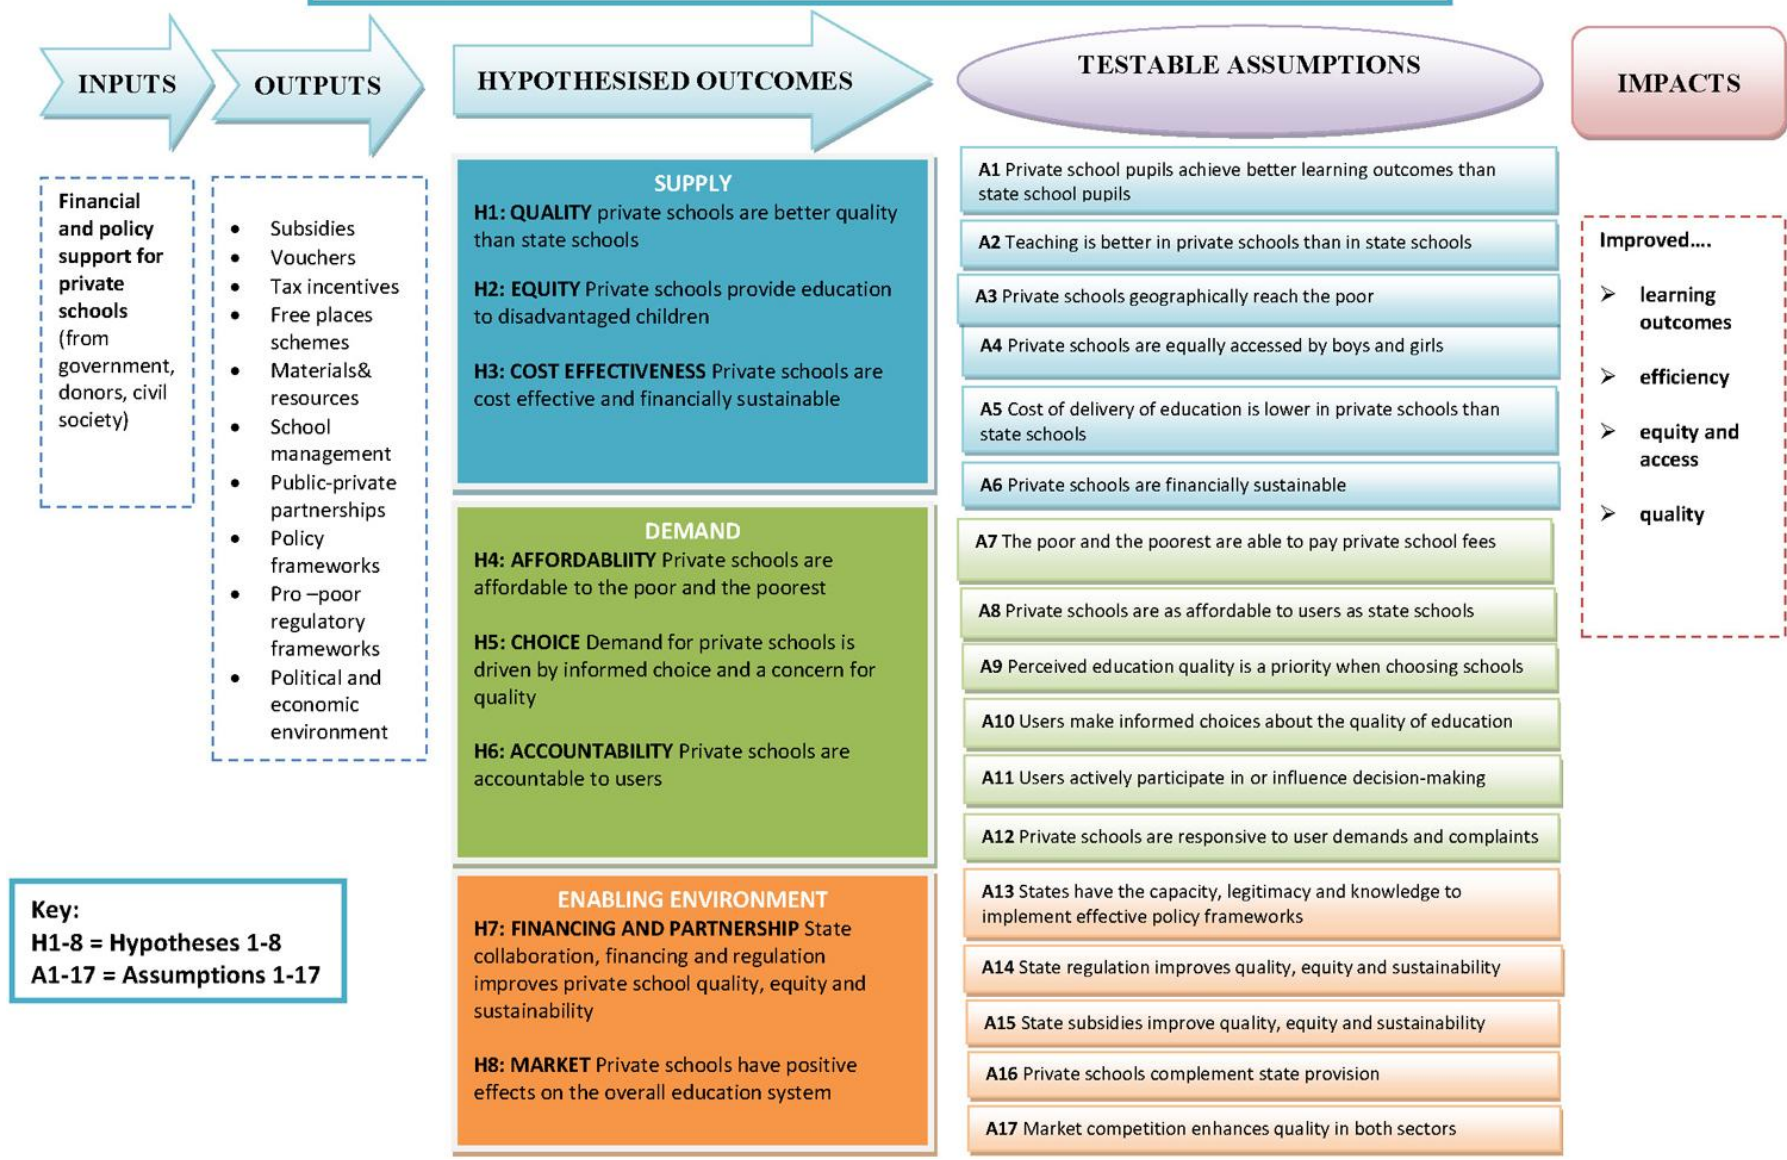 INPUTS
OUTPUTS
HYPOTHESISED OUTCOMES
TESTABLE ASSUMPTIONS
IMPACTS
Financial
and policy
support for
private
schools
(from
government,
donors, civil
society)
• Subsidies
• Vouchers
• Tax incentives
• Free places
schemes
• Materials&
resources
• School
management
• Public-private
partnerships
• Policy
frameworks
• Pro –poor
regulatory
frameworks
• Political and
economic
environment
SUPPLY
H1: QUALITY private schools are better quality
than state schools
H2: EQUITY Private schools provide education
to disadvantaged children
H3: COST EFFECTIVENESS Private schools are
cost effective and financially sustainable
DEMAND
H4: AFFORDABLIITY Private schools are
affordable to the poor and the poorest
H5: CHOICE Demand for private schools is
driven by informed choice and a concern for
quality
H6: ACCOUNTABILITY Private schools are
accountable to users
ENABLING ENVIRONMENT
H7: FINANCING AND PARTNERSHIP State
collaboration, financing and regulation
improves private school quality, equity and
sustainability
H8: MARKET Private schools have positive
effects on the overall education system
A1 Private school pupils achieve better learning outcomes than
state school pupils
A2 Teaching is better in private schools than in state schools
A3 Private schools geographically reach the poor
A4 Private schools are equally accessed by boys and girls
A5 Cost of delivery of education is lower in private schools than
state schools
A6 Private schools are financially sustainable
A7 The poor and the poorest are able to pay private school fees
A8 Private schools are as affordable to users as state schools
A9 Perceived education quality is a priority when choosing schools
A10 Users make informed choices about the quality of education
A11 Users actively participate in or influence decision-making
A12 Private schools are responsive to user demands and complaints
A13 States have the capacity, legitimacy and knowledge to
implement effective policy frameworks
A14 State regulation improves quality, equity and sustainability
A15 State subsidies improve quality, equity and sustainability
A16 Private schools complement state provision
A17 Market competition enhances quality in both sectors
Improved....
➢ learning
outcomes
➢ efficiency
➢ equity and
access
➢ quality
Key:
H1-8 = Hypotheses 1-8
A1-17 = Assumptions 1-17